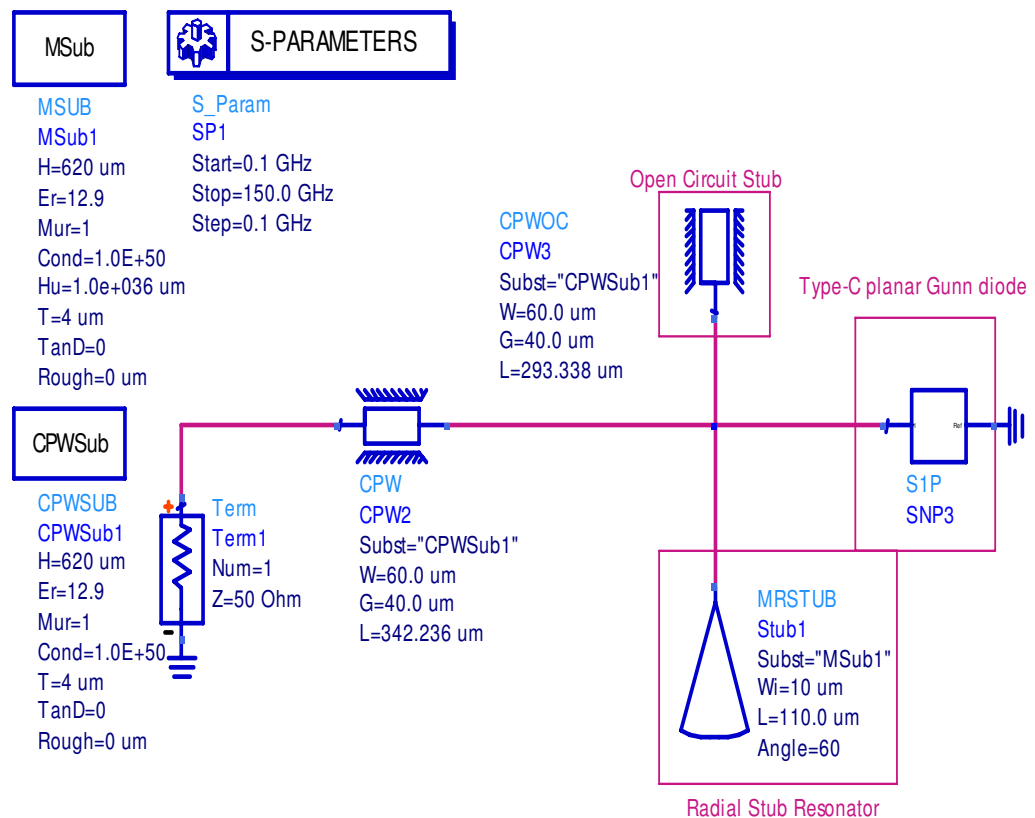 MSub
MSUB
MSub1
H=620 um
Er=12.9
Mur=1
Cond=1.0E+50
Hu=1.0e+036 um
T=4 um
TanD=0
Rough=0 um
S-PARAMETERS
S_Param
SP1
Start=0.1 GHz
Stop=150.0 GHz
Step=0.1 GHz
CPWSub
CPWSUB
CPWSub1
H=620 um
Er=12.9
Mur=1
Cond=1.0E+50
T=4 um
TanD=0
Rough=0 um
+
-
Term
Term1
Num=1
Z=50 Ohm
CPW
CPW2
Subst="CPWSub1"
W=60.0 um
G=40.0 um
L=342.236 um
CPWOC
CPW3
Subst="CPWSub1"
W=60.0 um
G=40.0 um
L=293.338 um
Open Circuit Stub
Type-C planar Gunn diode
Ref
S1P
SNP3
MRSTUB
Stub1
Subst="MSub1"
Wi=10 um
L=110.0 um
Angle=60
Radial Stub Resonator